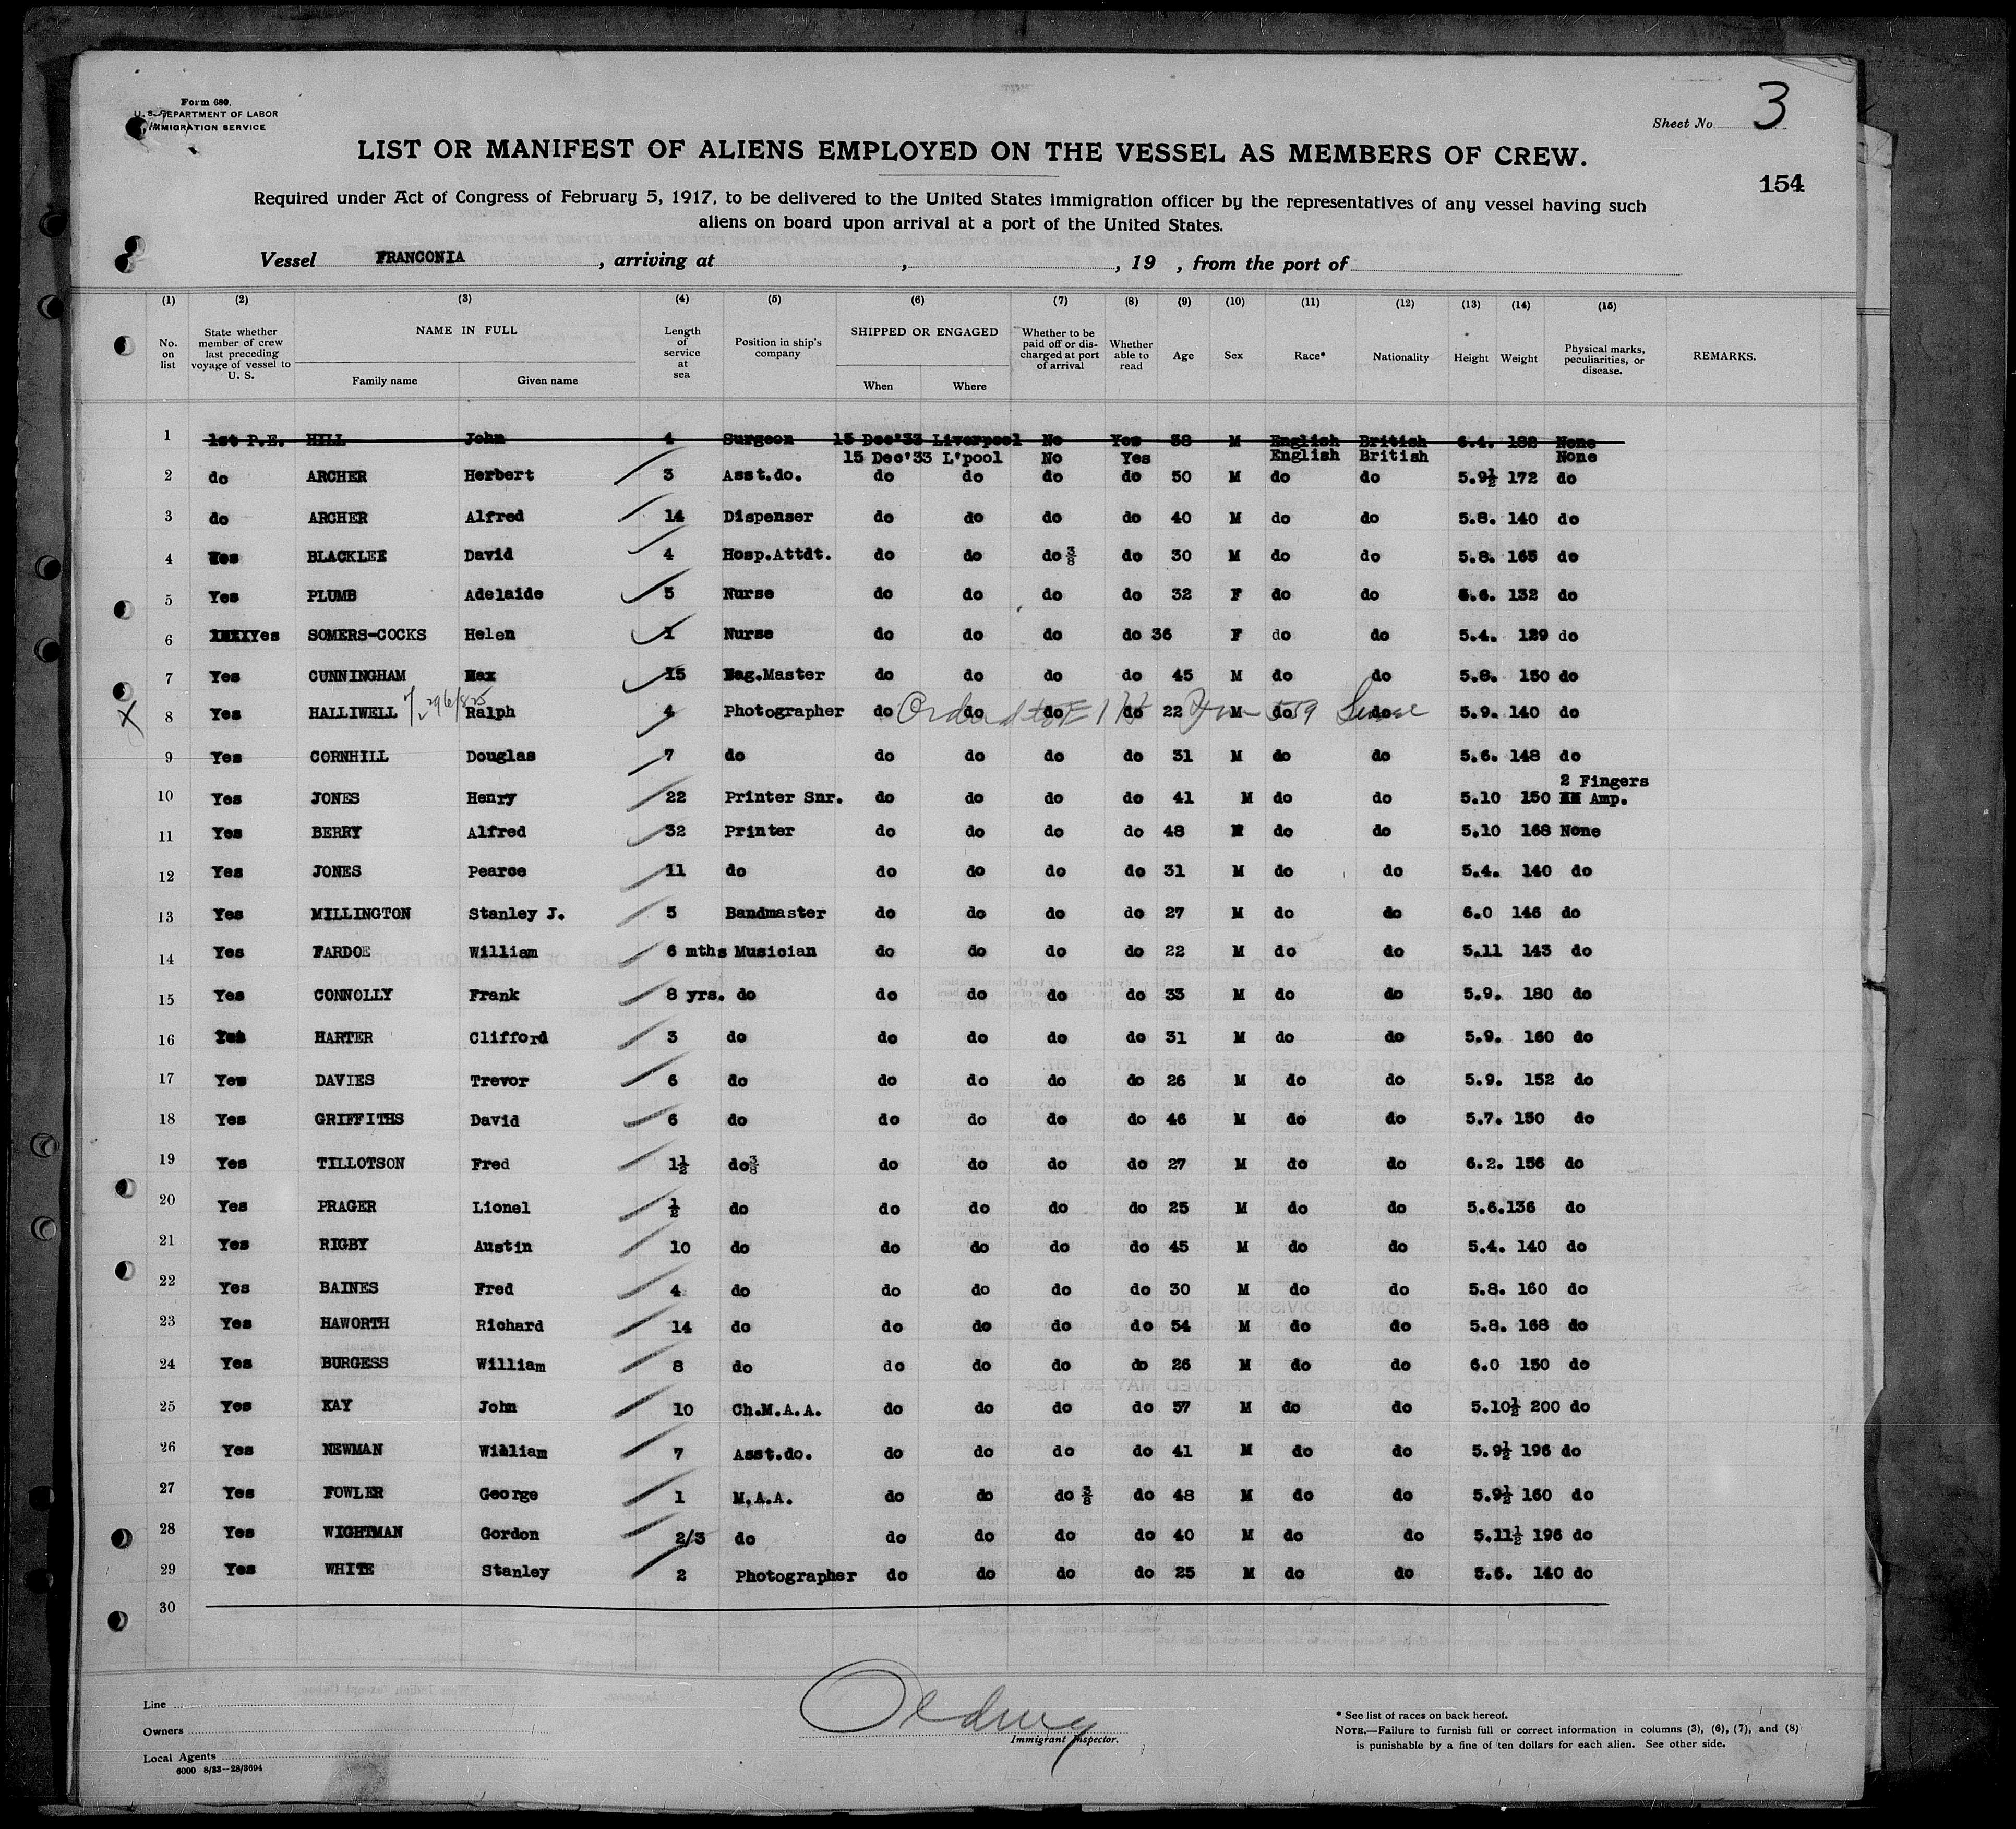 Form 680.
U. S. DEPARTMENT OF LABOR
IMMIGRATION SERVICE
Sheet No. 3
LIST OR MANIFEST OF ALIENS EMPLOYED ON THE VESSEL AS MEMBERS OF CREW.
154
Required under Act of Congress of February 5, 1917, to be delivered to the United States immigration officer by the representatives of any vessel having such
aliens on board upon arrival at a port of the United States.
Vessel FRANCONIA , arriving at , , 19 , from the port of
(1) (2) (3) (4) (5) (6) (7) (8) (9) (10) (11) (12) (13) (14) (15)
No. on list State whether member of crew last preceding voyage of vessel to U. S. NAME IN FULL Family name Given name Length of service at sea Position in ship's company SHIPPED OR ENGAGED When Where Whether to be paid off or discharged at port of arrival Whether able to read Age Sex Race* Nationality Height Weight Physical marks, peculiarities, or disease. REMARKS.
1 1st P.E. HILL John 4 Surgeon 15 Dec'33 Liverpool No Yes 38 M English British 6.4. 182 None
15 Dec'33 L'pool No Yes English British None
2 do ARCHER Herbert 3 Asst.do. do do do do 50 M do do 5.9½ 172 do
3 do ARCHER Alfred 14 Dispenser do do do do 40 M do do 5.8. 140 do
4 Yes BLACKLEE David 4 Hosp.Attdt. do do do ⅜ do 30 M do do 5.8. 165 do
5 Yes PLUMB Adelaide 5 Nurse do do do do 32 F do do 5.6. 132 do
6 Yes SOMERS-COCKS Helen 1 Nurse do do do do 36 F do do 5.4. 129 do
7 Yes CUNNINGHAM Max 15 Bag.Master do do do do 45 M do do 5.8. 150 do
8 Yes HALLIWELL Ralph 4 Photographer do do do do 22 M do do 5.9. 140 do
9 Yes CORNHILL Douglas 7 do do do do do 31 M do do 5.6. 148 do
2 Fingers
10 Yes JONES Henry 22 Printer Snr. do do do do 41 M do do 5.10 150 Amp.
11 Yes BERRY Alfred 32 Printer do do do do 48 M do do 5.10 168 None
12 Yes JONES Pearce 11 do do do do do 31 M do do 5.4. 140 do
13 Yes MILLINGTON Stanley J. 5 Bandmaster do do do do 27 M do do 6.0 146 do
14 Yes FARDOE William 6 mths Musician do do do do 22 M do do 5.11 143 do
15 Yes CONNOLLY Frank 8 yrs. do do do do do 33 M do do 5.9. 180 do
16 Yes HARTER Clifford 3 do do do do do 31 M do do 5.9. 160 do
17 Yes DAVIES Trevor 6 do do do do do 26 M do do 5.9. 152 do
18 Yes GRIFFITHS David 6 do do do do do 46 M do do 5.7. 150 do
19 Yes TILLOTSON Fred 1½ do⅜ do do do do 27 M do do 6.2. 156 do
20 Yes PRAGER Lionel ½ do do do do do 25 M do do 5.6.136 do
21 Yes RIGBY Austin 10 do do do do do 45 M do do 5.4. 140 do
22 Yes BAINES Fred 4 do do do do do 30 M do do 5.8. 160 do
23 Yes HAWORTH Richard 14 do do do do do 54 M do do 5.8. 168 do
24 Yes BURGESS William 8 do do do do do 26 M do do 6.0 150 do
25 Yes KAY John 10 Ch.M.A.A. do do do do 57 M do do 5.10½ 200 do
26 Yes NEWMAN William 7 Asst.do. do do do do 41 M do do 5.9½ 196 do
27 Yes FOWLER George 1 M.A.A. do do do ⅜ do 48 M do do 5.9½ 160 do
28 Yes WIGHTMAN Gordon 2/3 do do do do do 40 M do do 5.11½ 196 do
29 Yes WHITE Stanley 2 Photographer do do do do 25 M do do 5.6. 140 do
30
Line
Owners
Local Agents
6000 8/33—28/3694
Immigrant Inspector.
* See list of races on back hereof.
NOTE.—Failure to furnish full or correct information in columns (3), (6), (7), and (8)
is punishable by a fine of ten dollars for each alien. See other side.